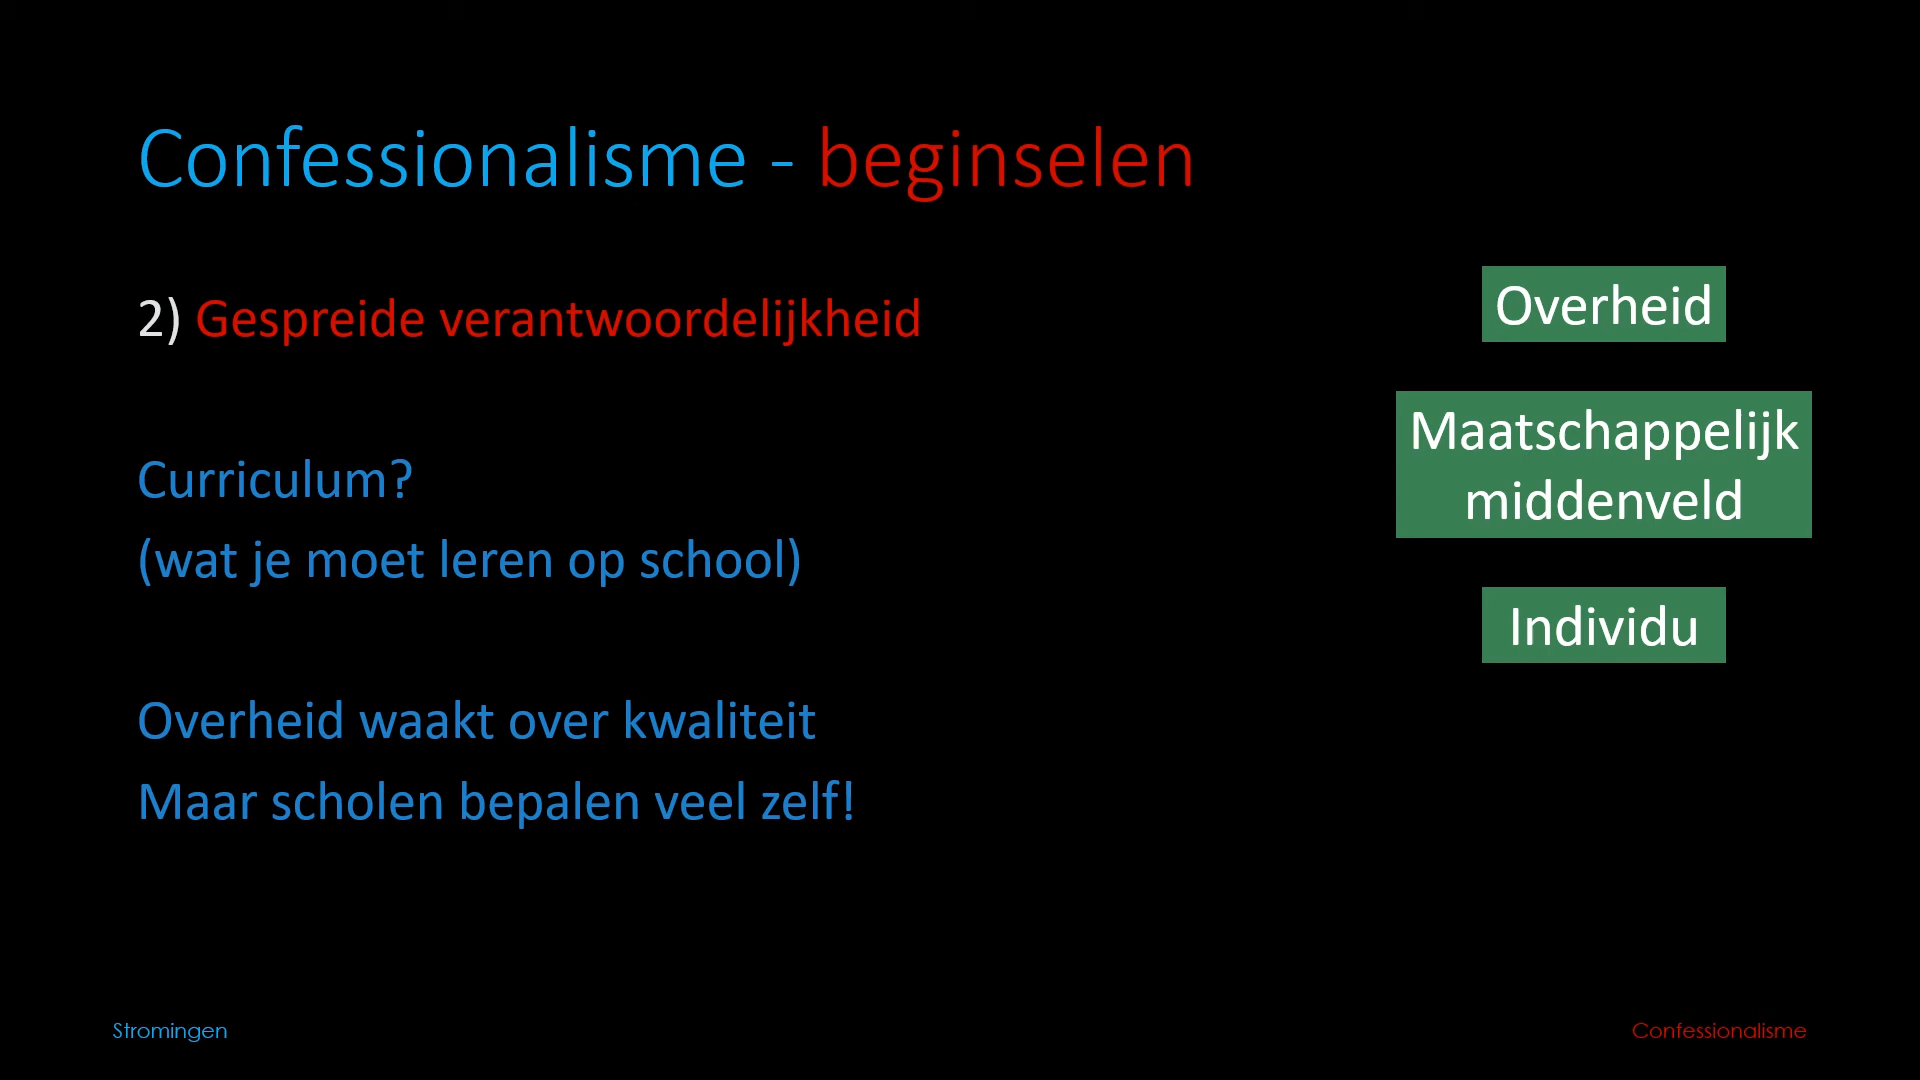 Confessionalisme - beginselen
2) Gespreide verantwoordelijkheid
Curriculum?
(wat je moet leren op school)
Overheid waakt over kwaliteit
Maar scholen bepalen veel zelf!
Overheid
Maatschappelijk
middenveld
Individu
Stromingen
Confessionalisme